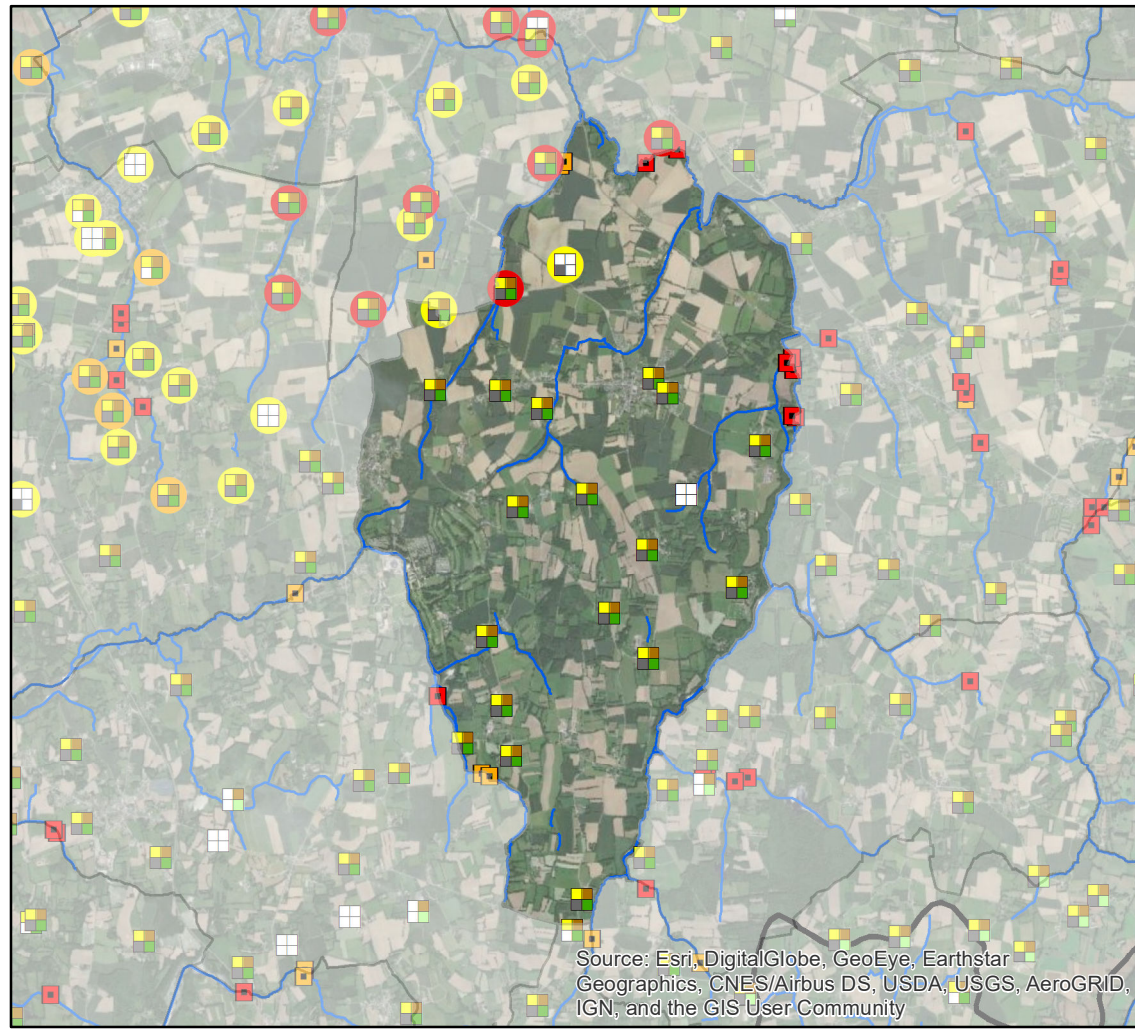 Source: Esri, DigitalGlobe, GeoEye, Earthstar
Geographics, CNES/Airbus DS, USDA, USGS, AeroGRID,
IGN, and the GIS User Community